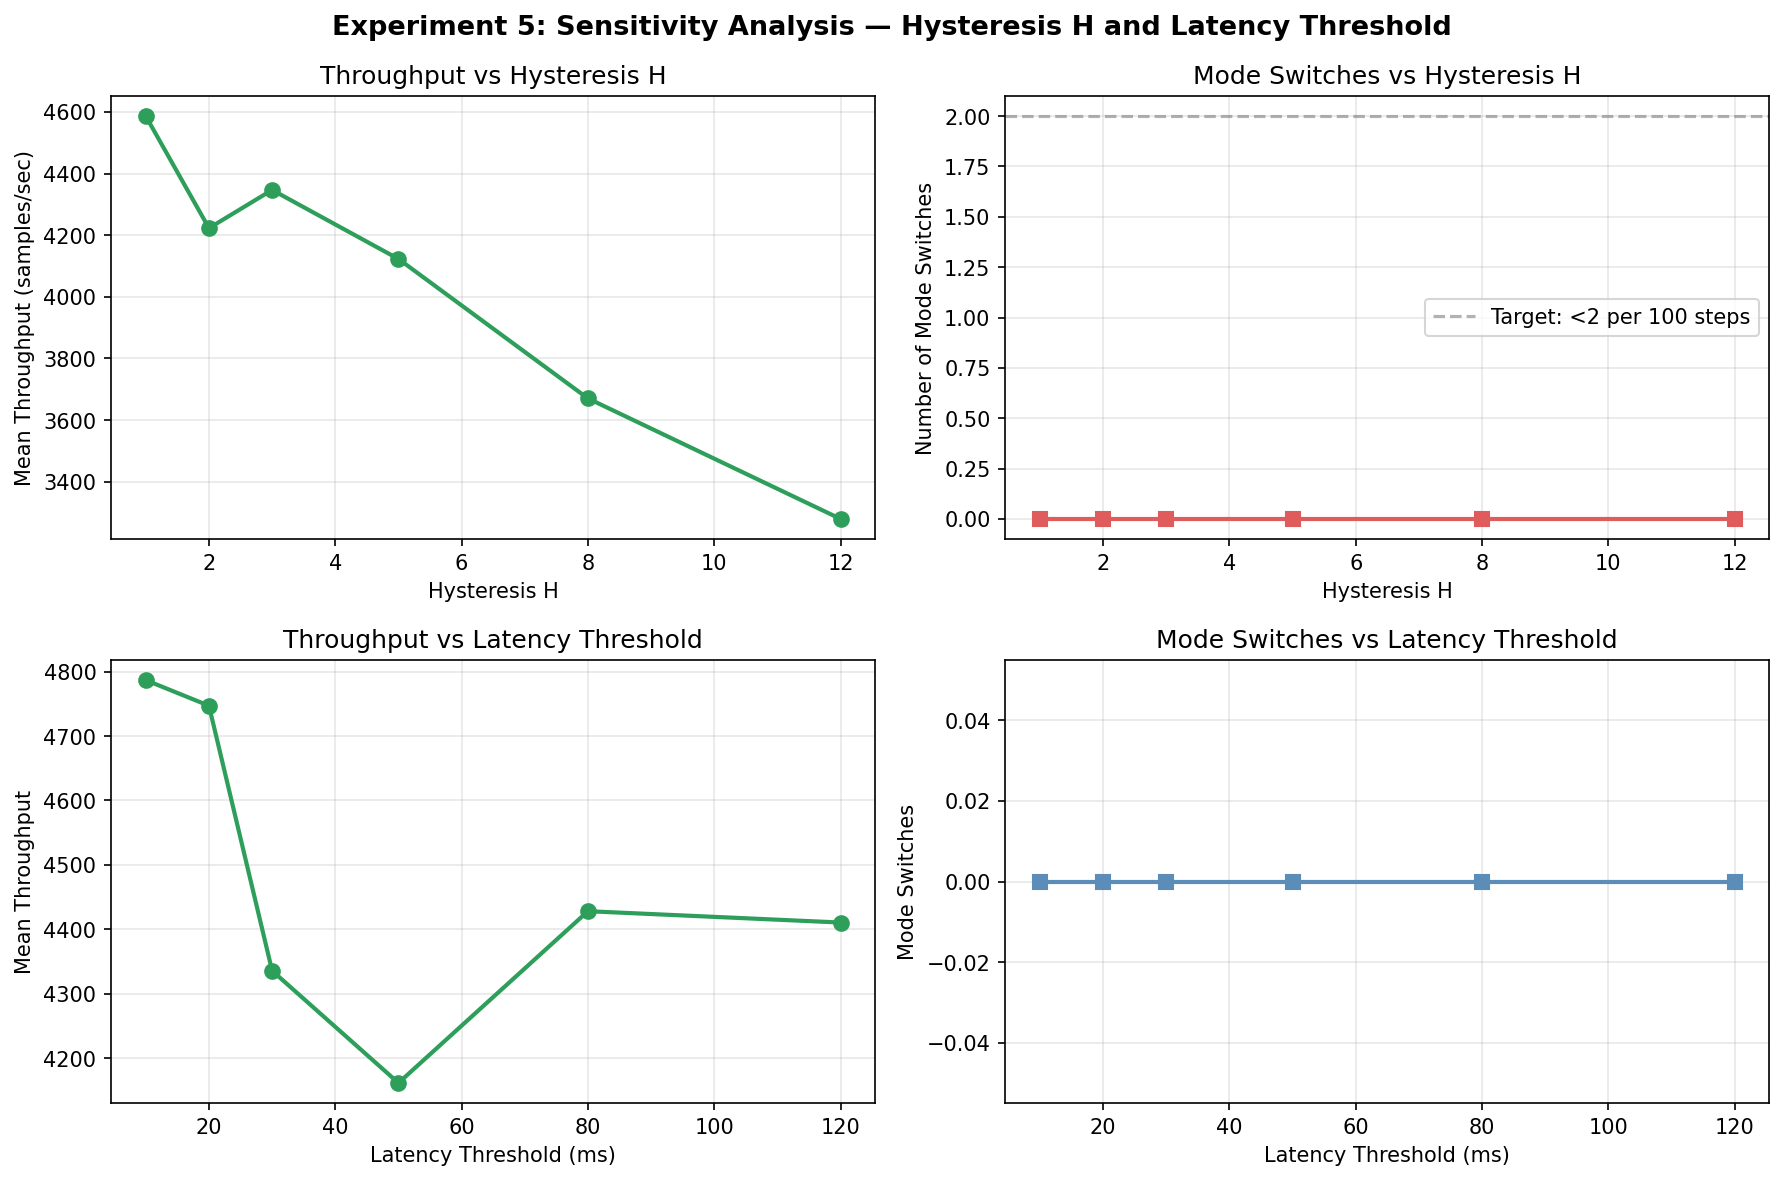 Experiment 5: Sensitivity Analysis — Hysteresis H and Latency Threshold
Throughput vs Hysteresis H
Mean Throughput (samples/sec)
4600
4400
4200
4000
3800
3600
3400
2 4 6 8 10 12
Hysteresis H
Mode Switches vs Hysteresis H
Number of Mode Switches
2.00
1.75
1.50
1.25
1.00
0.75
0.50
0.25
0.00
Target: <2 per 100 steps
2 4 6 8 10 12
Hysteresis H
Throughput vs Latency Threshold
Mean Throughput
4800
4700
4600
4500
4400
4300
4200
20 40 60 80 100 120
Latency Threshold (ms)
Mode Switches vs Latency Threshold
Mode Switches
0.04
0.02
0.00
−0.02
−0.04
20 40 60 80 100 120
Latency Threshold (ms)